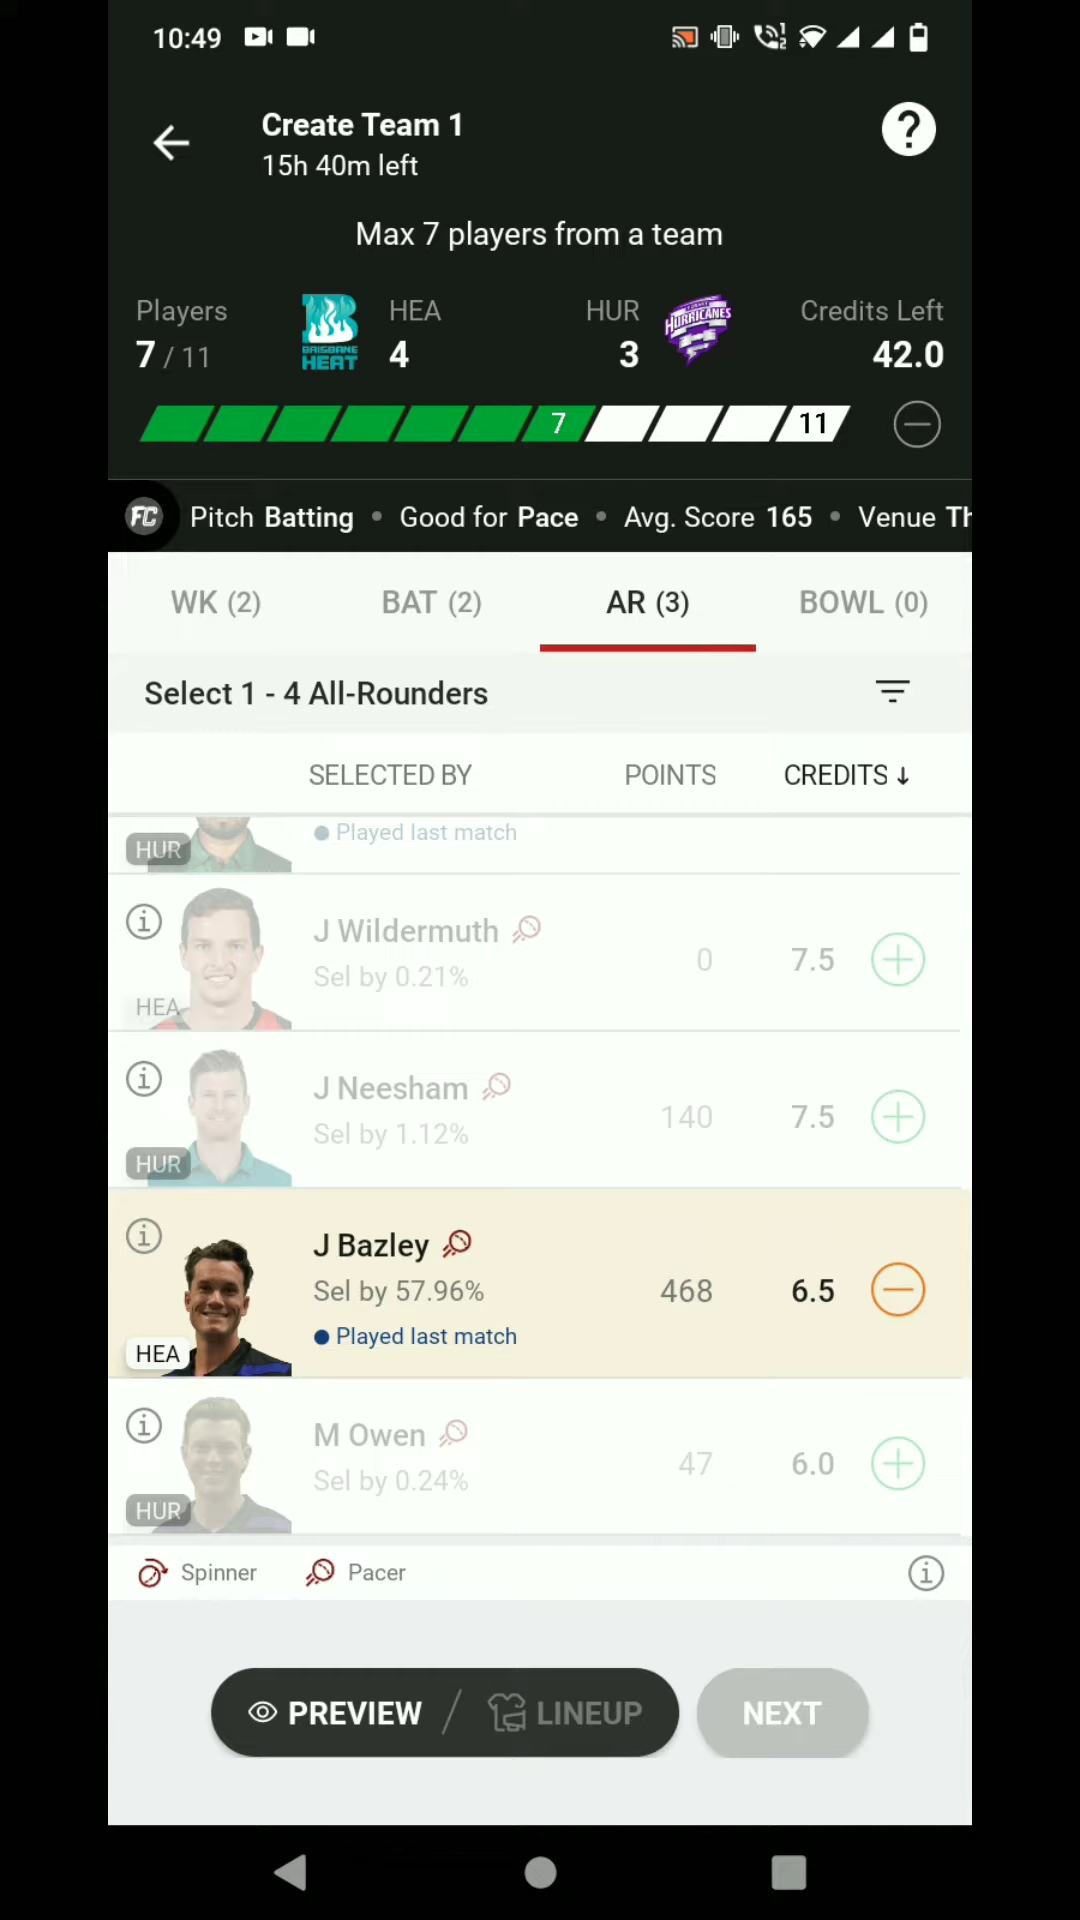 10:49
Create Team 1
15h 40m left
Max 7 players from a team
Players HEA HUR Credits Left
7 / 11 BRISBANE HEAT 4 3 HURRICANES 42.0
7 11
FC Pitch Batting • Good for Pace • Avg. Score 165 • Venue Th
WK (2) BAT (2) AR (3) BOWL (0)
Select 1 - 4 All-Rounders
SELECTED BY POINTS CREDITS ↓
HUR Played last match
J Wildermuth
Sel by 0.21% 0 7.5
HEA
J Neesham
Sel by 1.12% 140 7.5
HUR
J Bazley
Sel by 57.96% 468 6.5
Played last match
HEA
M Owen
Sel by 0.24% 47 6.0
HUR
Spinner Pacer
PREVIEW / LINEUP NEXT